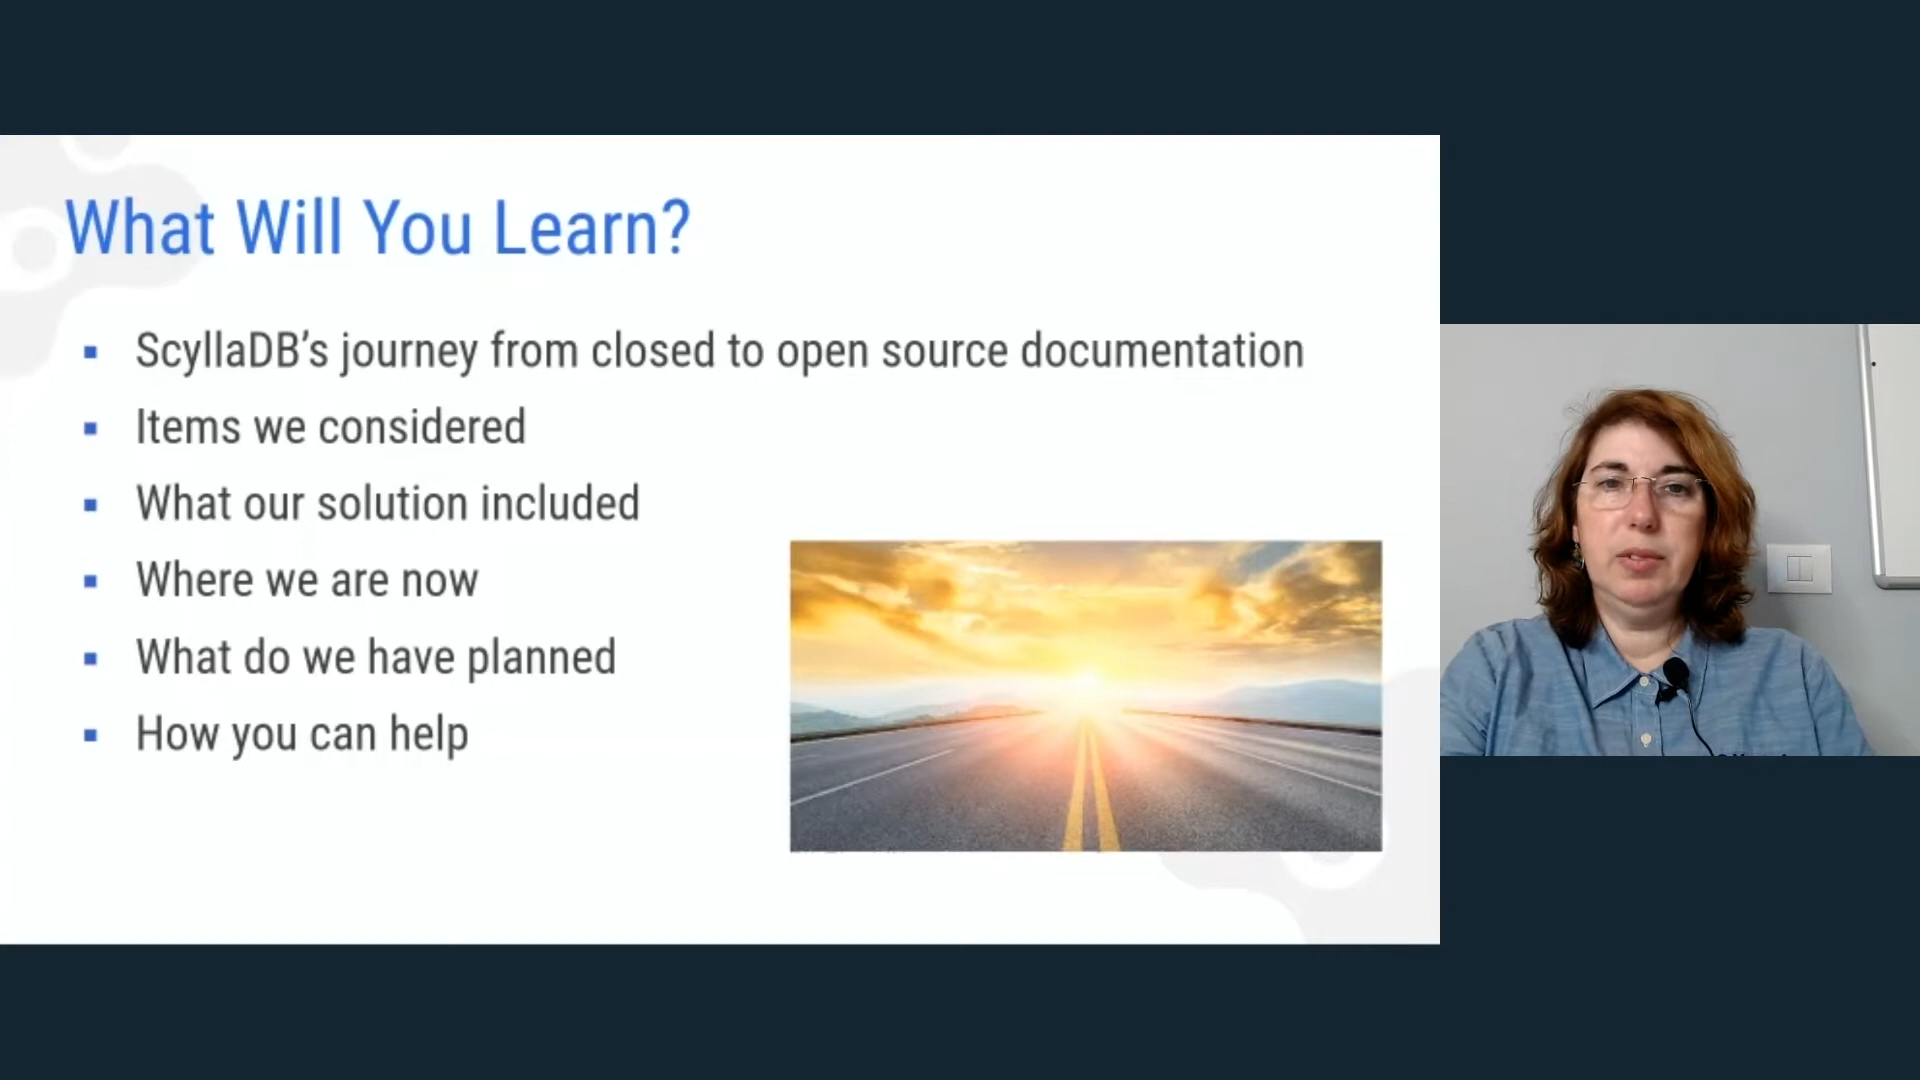 What Will You Learn?
ScyllaDB’s journey from closed to open source documentation
Items we considered
What our solution included
Where we are now
What do we have planned
How you can help